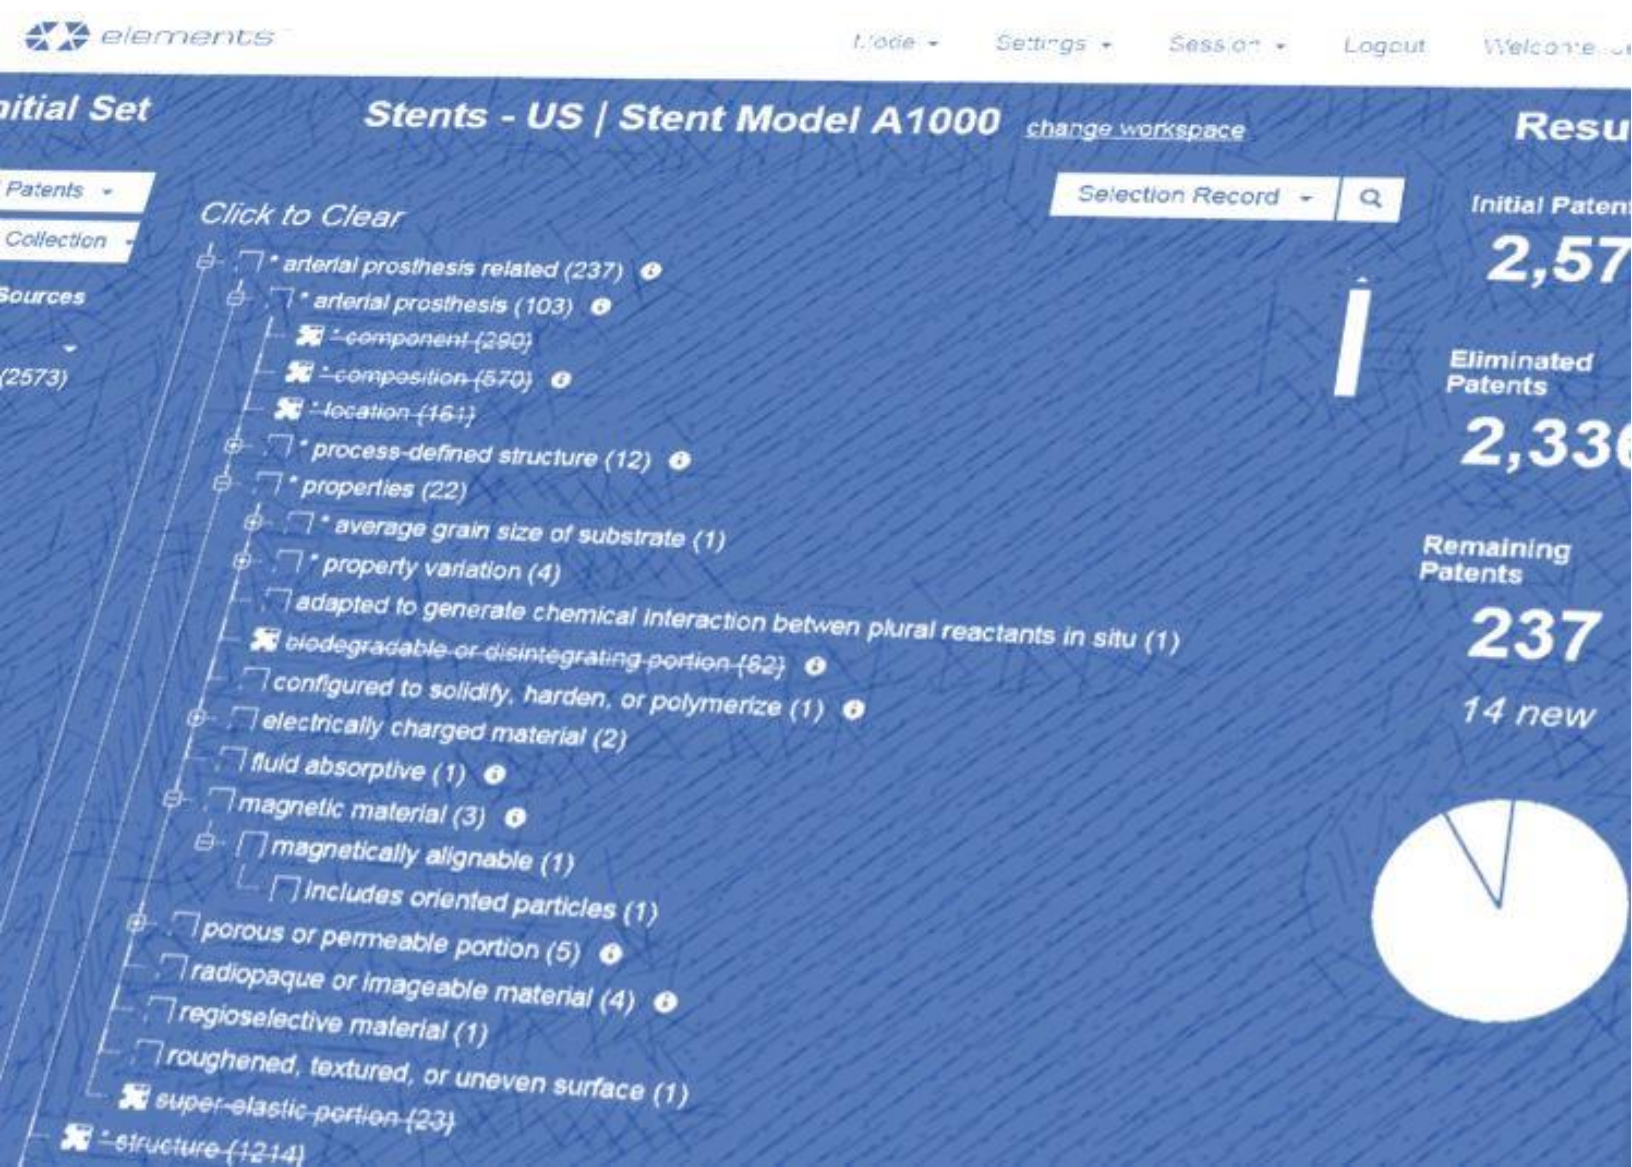 elements
Mode Settings Session Logout Welcome
nitial Set
Stents - US | Stent Model A1000 change workspace
Resu
Patents
Selection Record
Initial Patent
Click to Clear
Collection
2,57
* arterial prosthesis related (237)
Sources
* arterial prosthesis (103)
* component (290)
Eliminated
Patents
(2573)
* composition (570)
* location (161)
2,336
* process-defined structure (12)
* properties (22)
* average grain size of substrate (1)
Remaining
Patents
* property variation (4)
adapted to generate chemical interaction betwen plural reactants in situ (1)
237
biodegradable or disintegrating portion (82)
configured to solidify, harden, or polymerize (1)
14 new
electrically charged material (2)
fluid absorptive (1)
magnetic material (3)
magnetically alignable (1)
includes oriented particles (1)
porous or permeable portion (5)
radiopaque or imageable material (4)
regioselective material (1)
roughened, textured, or uneven surface (1)
super-elastic portion (23)
* structure (1214)